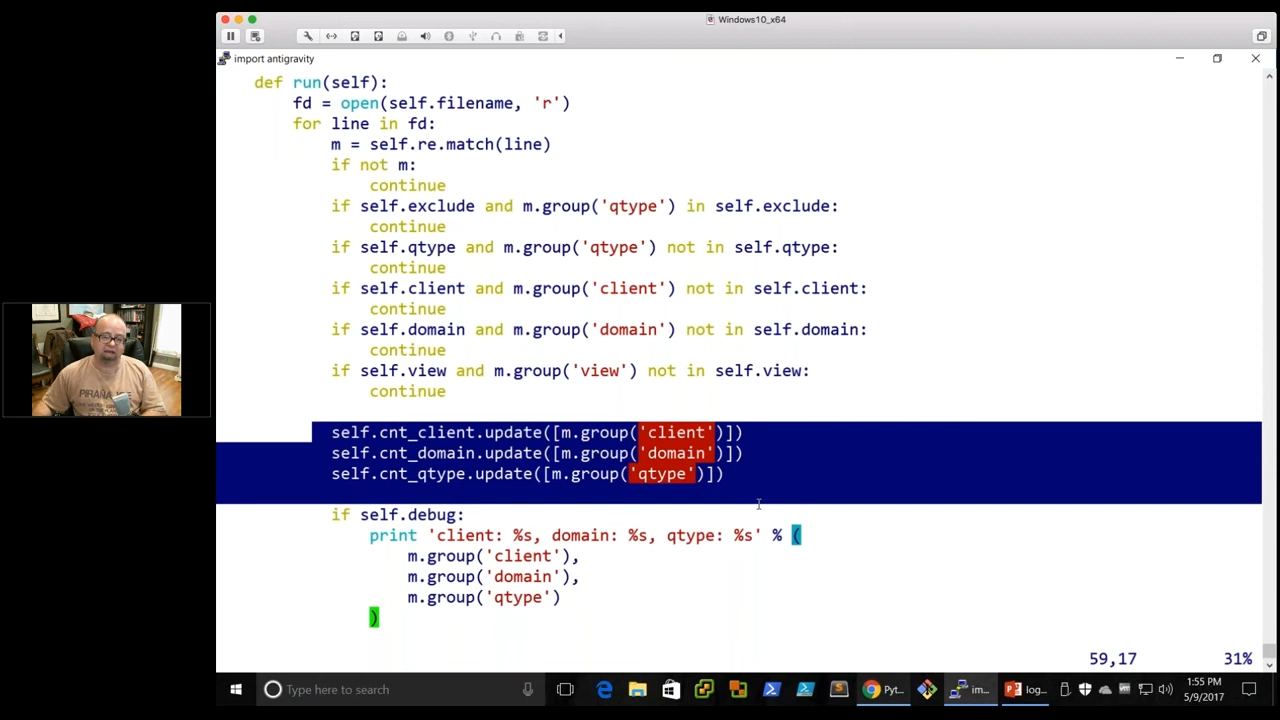 Windows10_x64
import antigravity
def run(self):
fd = open(self.filename, 'r')
for line in fd:
m = self.re.match(line)
if not m:
continue
if self.exclude and m.group('qtype') in self.exclude:
continue
if self.qtype and m.group('qtype') not in self.qtype:
continue
if self.client and m.group('client') not in self.client:
continue
if self.domain and m.group('domain') not in self.domain:
continue
if self.view and m.group('view') not in self.view:
continue
self.cnt_client.update([m.group('client')])
self.cnt_domain.update([m.group('domain')])
self.cnt_qtype.update([m.group('qtype')])
if self.debug:
print 'client: %s, domain: %s, qtype: %s' % (
m.group('client'),
m.group('domain'),
m.group('qtype')
)
59,17 31%
Type here to search
Pyt...
im...
log...
1:55 PM
5/9/2017